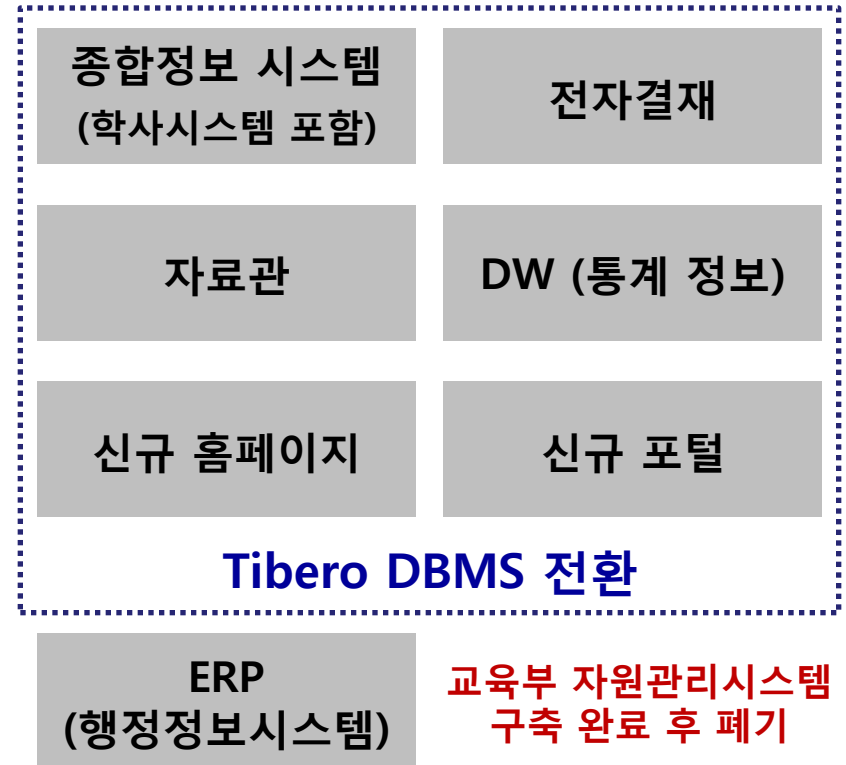 종합정보 시스템
(학사시스템 포함)
전자결재
자료관
DW (통계 정보)
신규 홈페이지
신규 포털
Tibero DBMS 전환
ERP
(행정정보시스템)
교육부 자원관리시스템
구축 완료 후 폐기